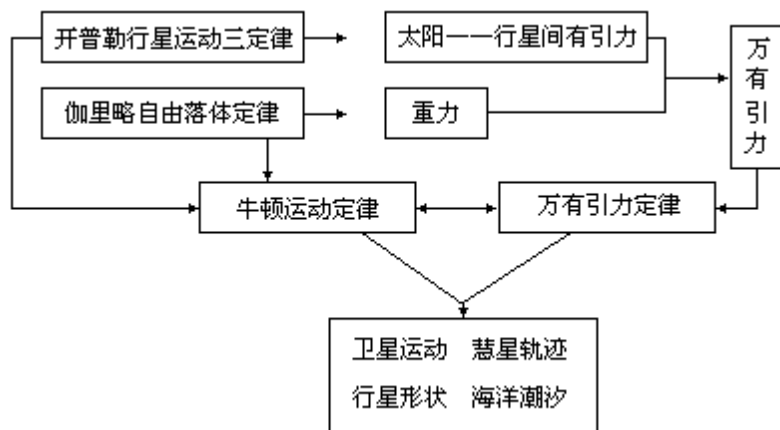 开普勒行星运动三定律
太阳——行星间有引力
万有引力
伽里略自由落体定律
重力
牛顿运动定律
万有引力定律
卫星运动 慧星轨迹
行星形状 海洋潮汐